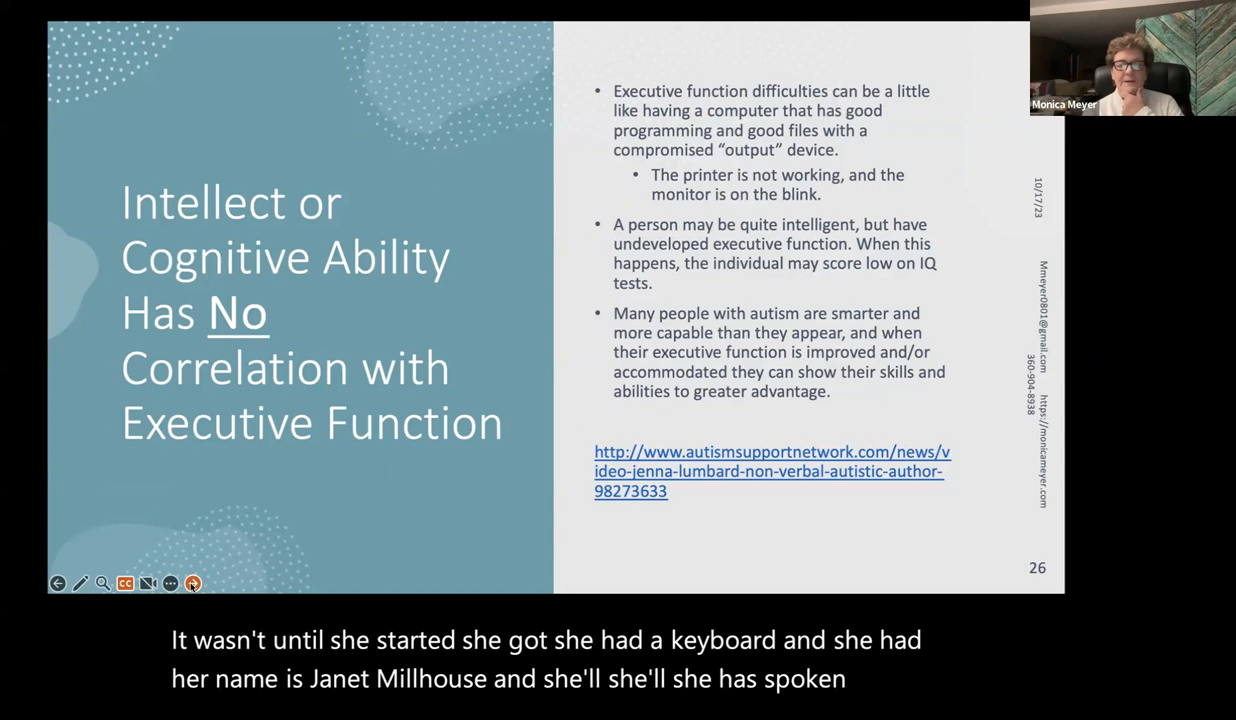 Intellect or
Cognitive Ability
Has No
Correlation with
Executive Function
• Executive function difficulties can be a little
like having a computer that has good
programming and good files with a
compromised “output” device.
• The printer is not working, and the
monitor is on the blink.
• A person may be quite intelligent, but have
undeveloped executive function. When this
happens, the individual may score low on IQ
tests.
• Many people with autism are smarter and
more capable than they appear, and when
their executive function is improved and/or
accommodated they can show their skills and
abilities to greater advantage.
http://www.autismsupportnetwork.com/news/v
ideo-jenna-lumbard-non-verbal-autistic-author-
98273633
10/17/23
Mmeyer0801@gmail.com https://monicameyer.com
360-904-8938
26
Monica Meyer
CC
It wasn't until she started she got she had a keyboard and she had
her name is Janet Millhouse and she'll she'll she has spoken